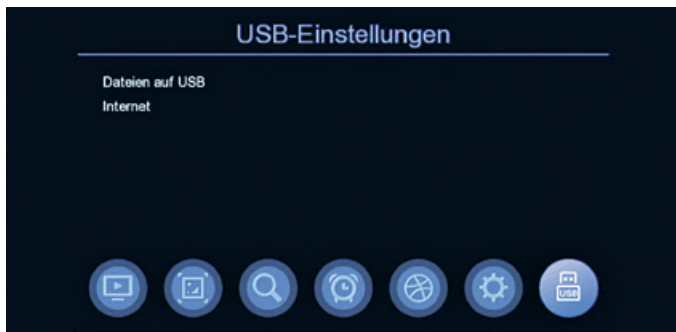 USB-Einstellungen
Dateien auf USB
Internet
USB